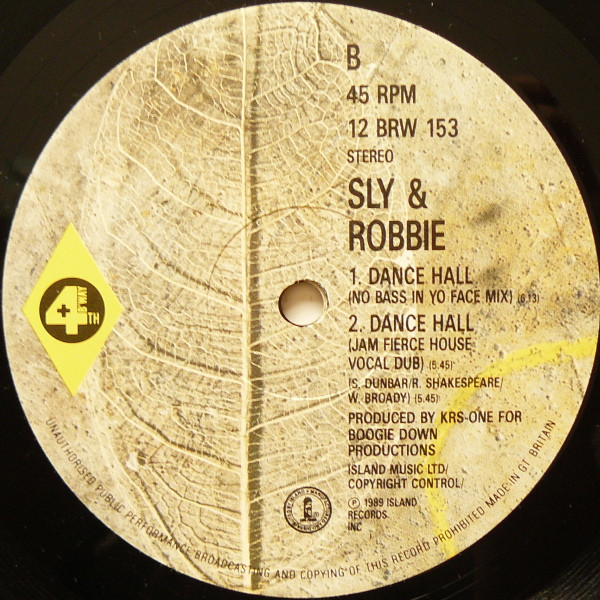 B
45 RPM
12 BRW 153
STEREO
SLY &
ROBBIE
1. DANCE HALL
(NO BASS IN YO FACE MIX) (6.13)
2. DANCE HALL
(JAM FIERCE HOUSE
VOCAL DUB) (5.45)
(S. DUNBAR/R. SHAKESPEARE/
W. BROADY) (5.45)
PRODUCED BY KRS-ONE FOR
BOOGIE DOWN
PRODUCTIONS
ISLAND MUSIC LTD/
COPYRIGHT CONTROL/
℗ 1989 ISLAND
RECORDS.
INC
4TH
+
B'WAY
UNAUTHORISED PUBLIC PERFORMANCE BROADCASTING AND COPYING OF THIS RECORD PROHIBITED MADE IN GT BRITAIN